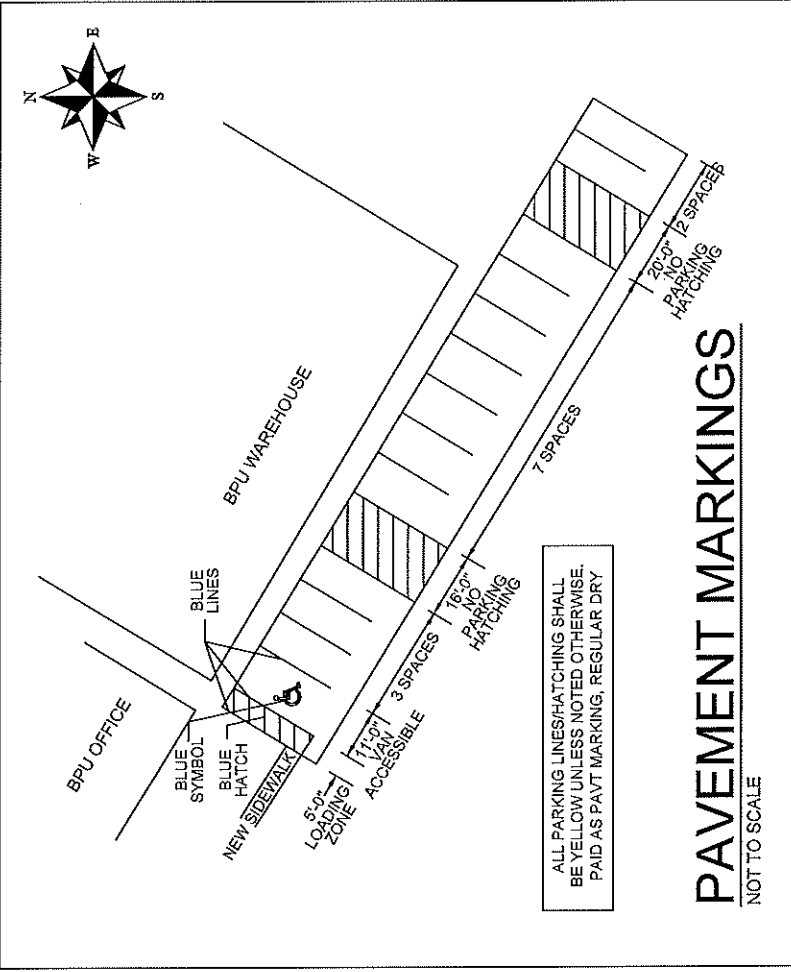 N
E
W
S
BPU OFFICE
BPU WAREHOUSE
BLUE
LINES
BLUE
SYMBOL
BLUE
HATCH
NEW SIDEWALK
5'-0"
LOADING
ZONE
11'-0"
VAN
ACCESSIBLE
3 SPACES
16'-0"
NO
PARKING
HATCHING
7 SPACES
20'-0"
NO
PARKING
HATCHING
2 SPACES
ALL PARKING LINES/HATCHING SHALL
BE YELLOW UNLESS NOTED OTHERWISE.
PAID AS PAVT MARKING, REGULAR DRY
PAVEMENT MARKINGS
NOT TO SCALE